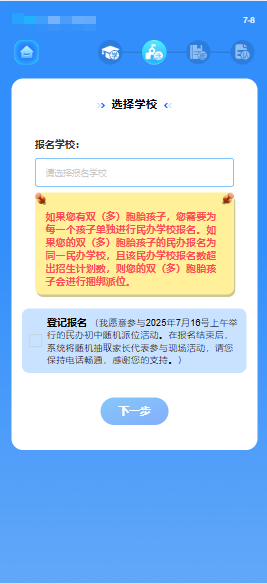 7-8
选择学校
报名学校：
请选择报名学校
如果您有双（多）胞胎孩子，您需要为
每一个孩子单独进行民办学校报名。如
果您的双（多）胞胎孩子的民办报名为
同一民办学校，且该民办学校报名数超
出招生计划数，则您的双（多）胞胎孩
子会进行捆绑派位。
登记报名 （我愿意参与2025年7月16号上午举
行的民办初中随机派位活动。在报名结束后，
系统将随机抽取家长代表参与现场活动，请您
保持电话畅通，感谢您的支持。）
下一步